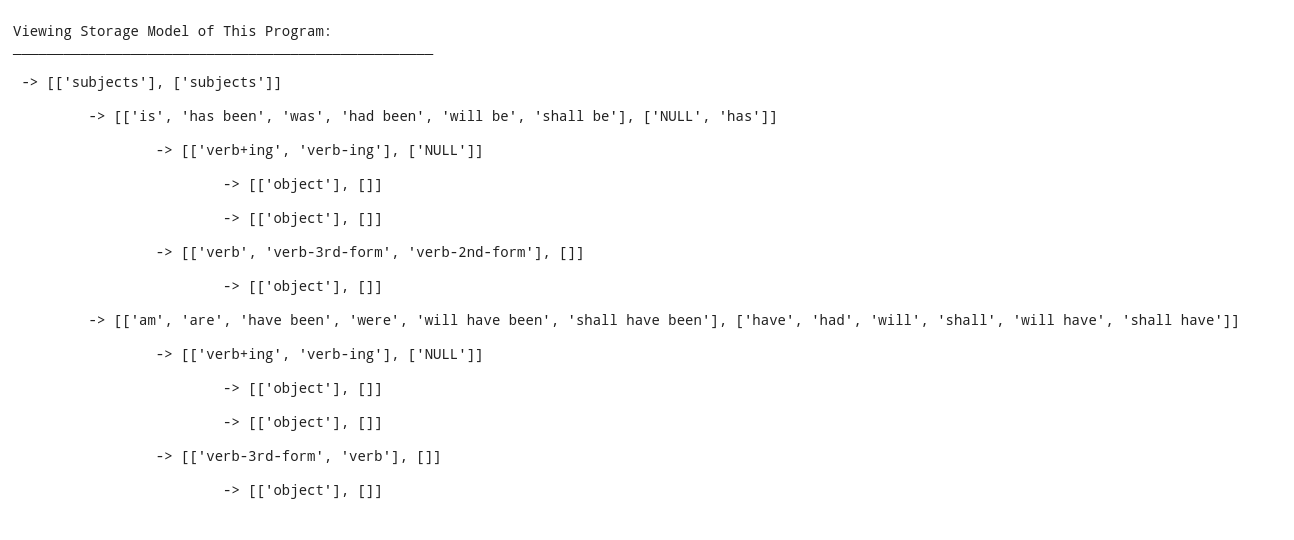 Viewing Storage Model of This Program:
__________________________________________________
-> [['subjects'], ['subjects']]
-> [['is', 'has been', 'was', 'had been', 'will be', 'shall be'], ['NULL', 'has']]
-> [['verb+ing', 'verb-ing'], ['NULL']]
-> [['object'], []]
-> [['object'], []]
-> [['verb', 'verb-3rd-form', 'verb-2nd-form'], []]
-> [['object'], []]
-> [['am', 'are', 'have been', 'were', 'will have been', 'shall have been'], ['have', 'had', 'will', 'shall', 'will have', 'shall have']]
-> [['verb+ing', 'verb-ing'], ['NULL']]
-> [['object'], []]
-> [['object'], []]
-> [['verb-3rd-form', 'verb'], []]
-> [['object'], []]